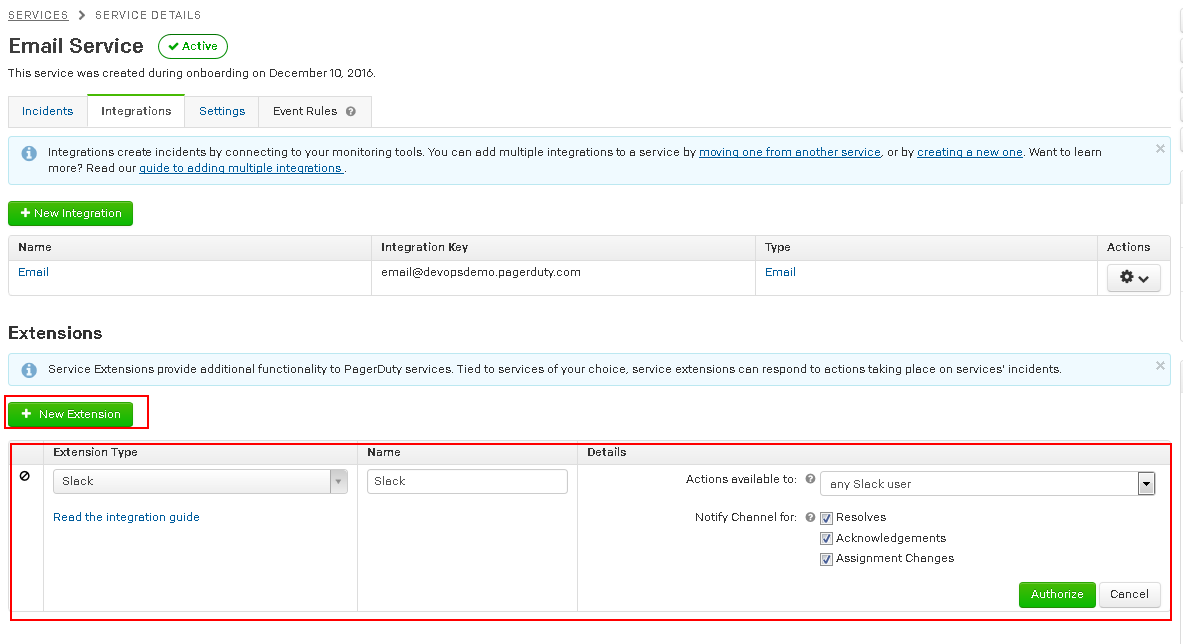 SERVICES > SERVICE DETAILS
Email Service ✔ Active
This service was created during onboarding on December 10, 2016.
Incidents Integrations Settings Event Rules ?
Integrations create incidents by connecting to your monitoring tools. You can add multiple integrations to a service by moving one from another service, or by creating a new one. Want to learn
more? Read our guide to adding multiple integrations .
+ New Integration
Name Integration Key Type Actions
Email email@devopsdemo.pagerduty.com Email
Extensions
Service Extensions provide additional functionality to PagerDuty services. Tied to services of your choice, service extensions can respond to actions taking place on services' incidents.
+ New Extension
Extension Type Name Details
Slack Slack Actions available to: ? any Slack user
Read the integration guide Notify Channel for: ? Resolves
Acknowledgements
Assignment Changes
Authorize Cancel